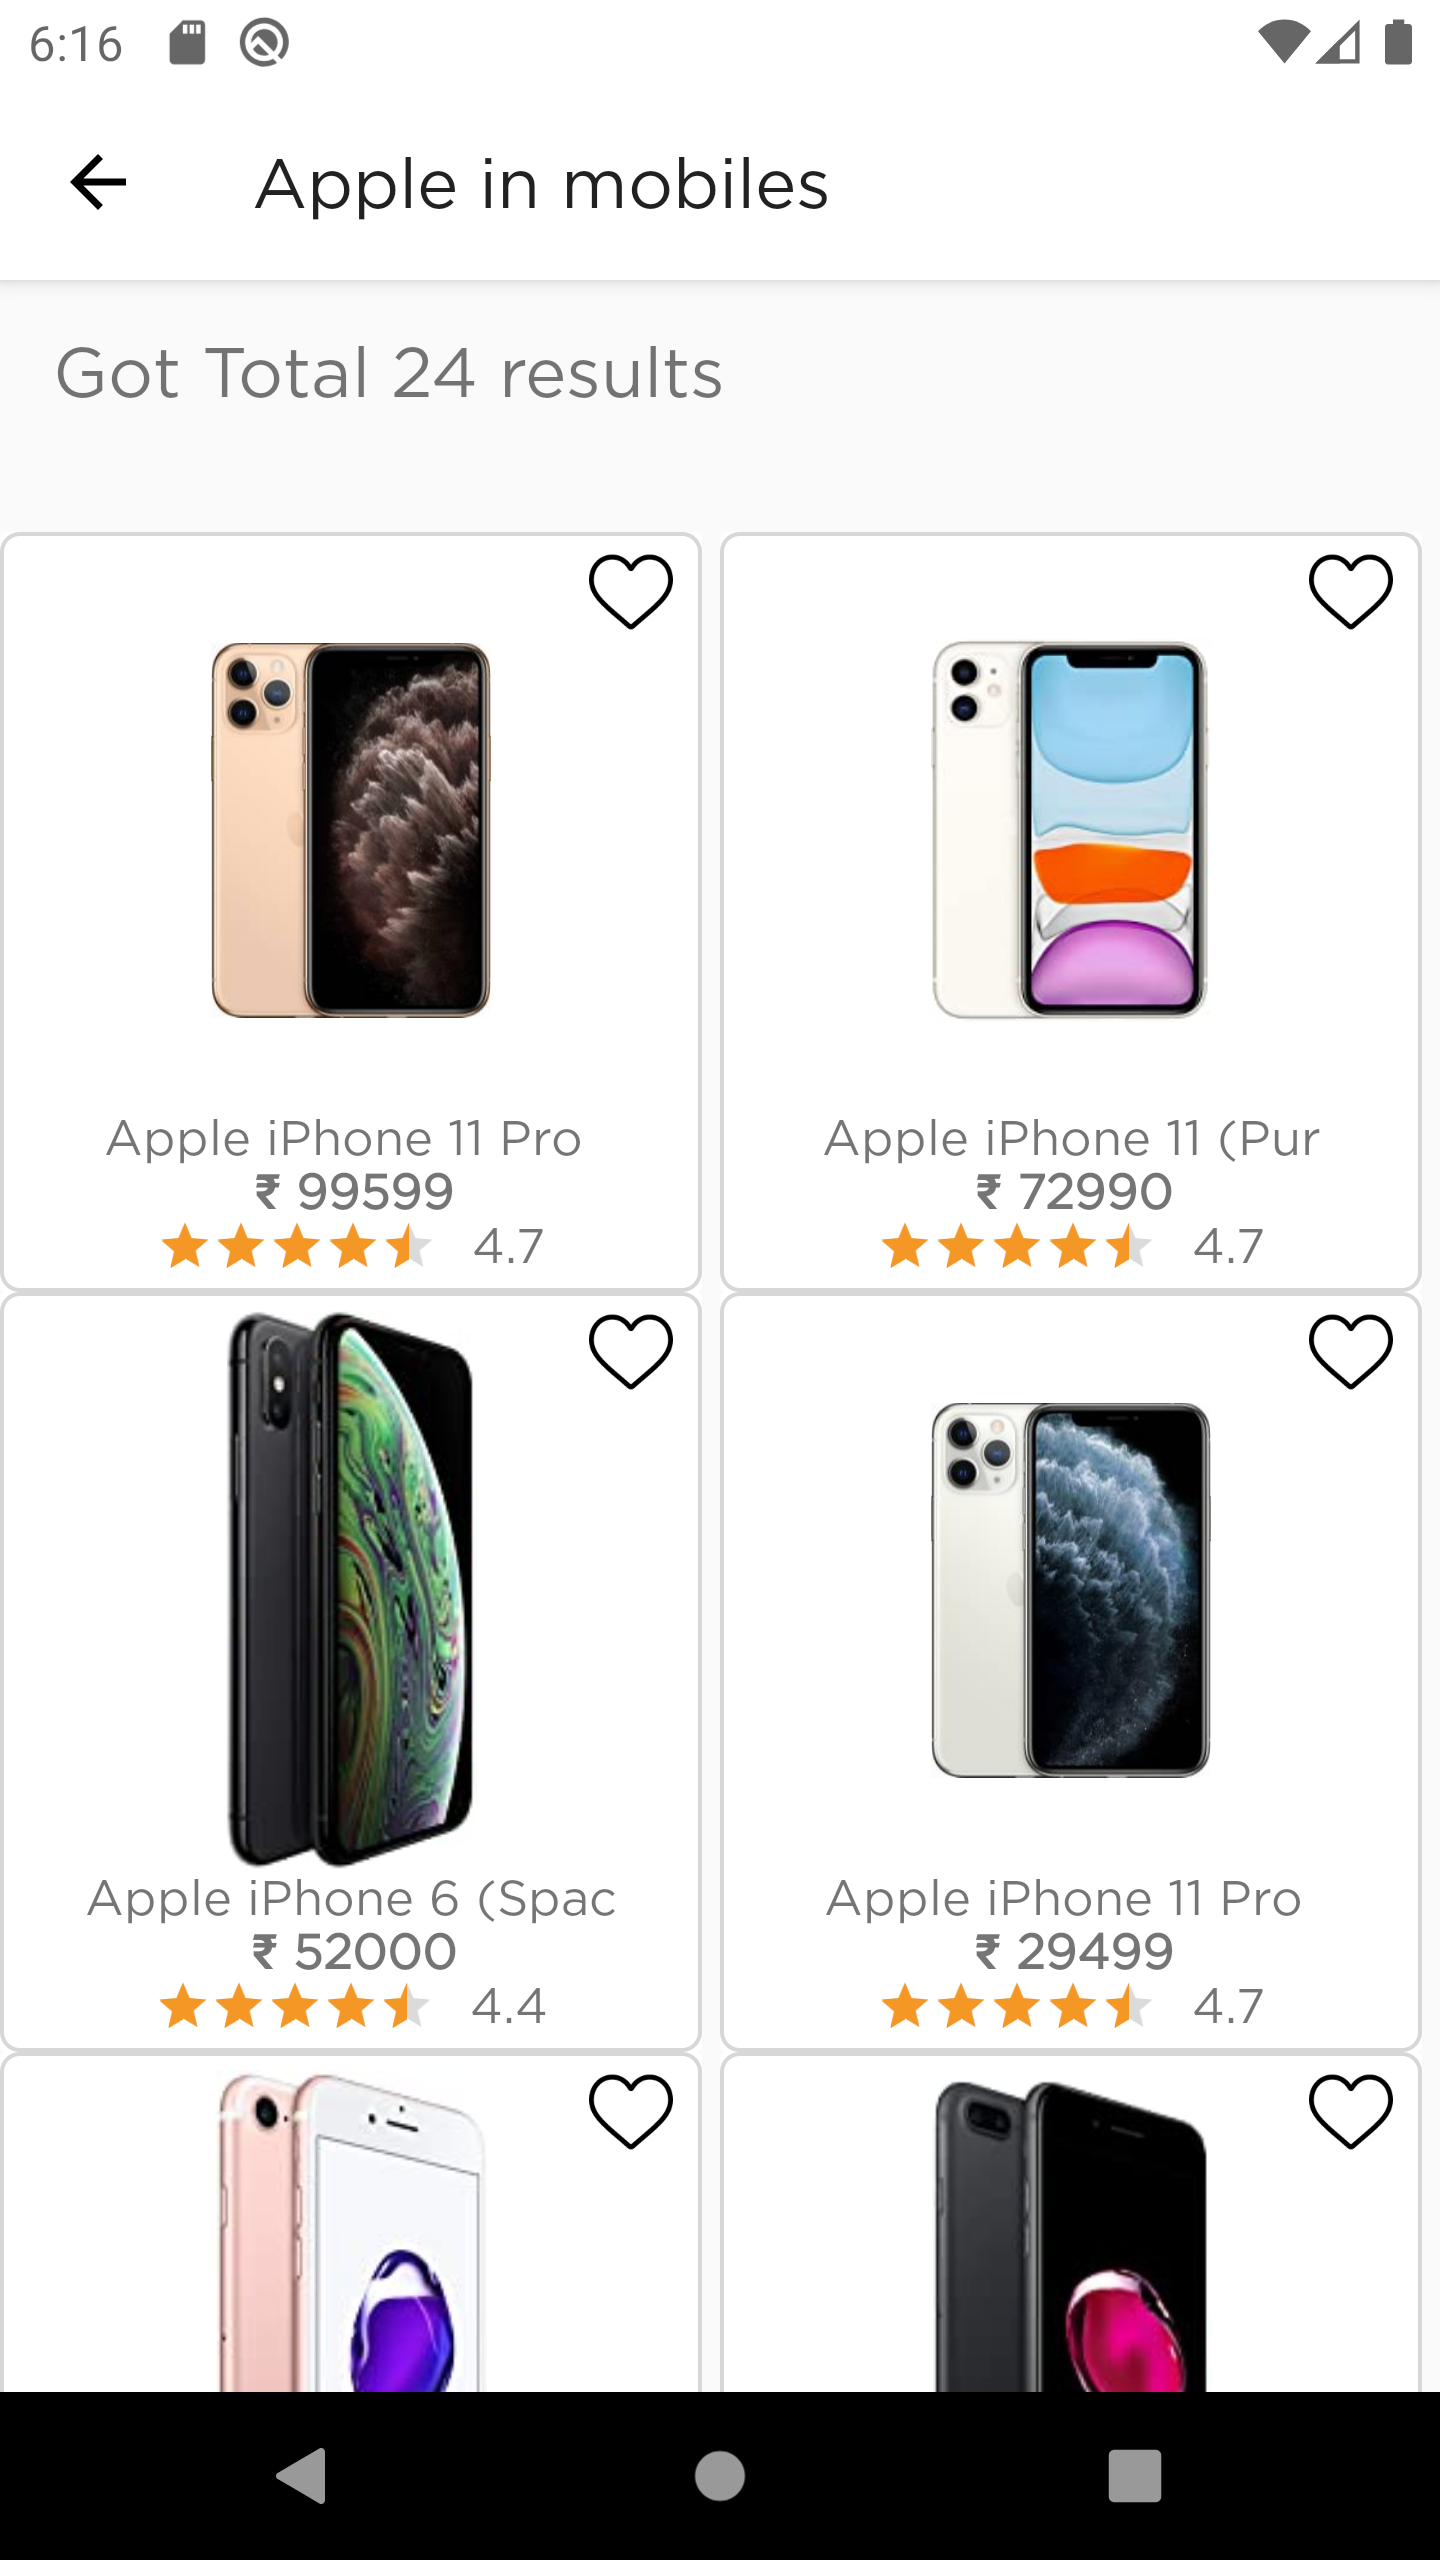 6:16
Apple in mobiles
Got Total 24 results
Apple iPhone 11 Pro
₹ 99599
4.7
Apple iPhone 11 (Pur
₹ 72990
4.7
Apple iPhone 6 (Spac
₹ 52000
4.4
Apple iPhone 11 Pro
₹ 29499
4.7